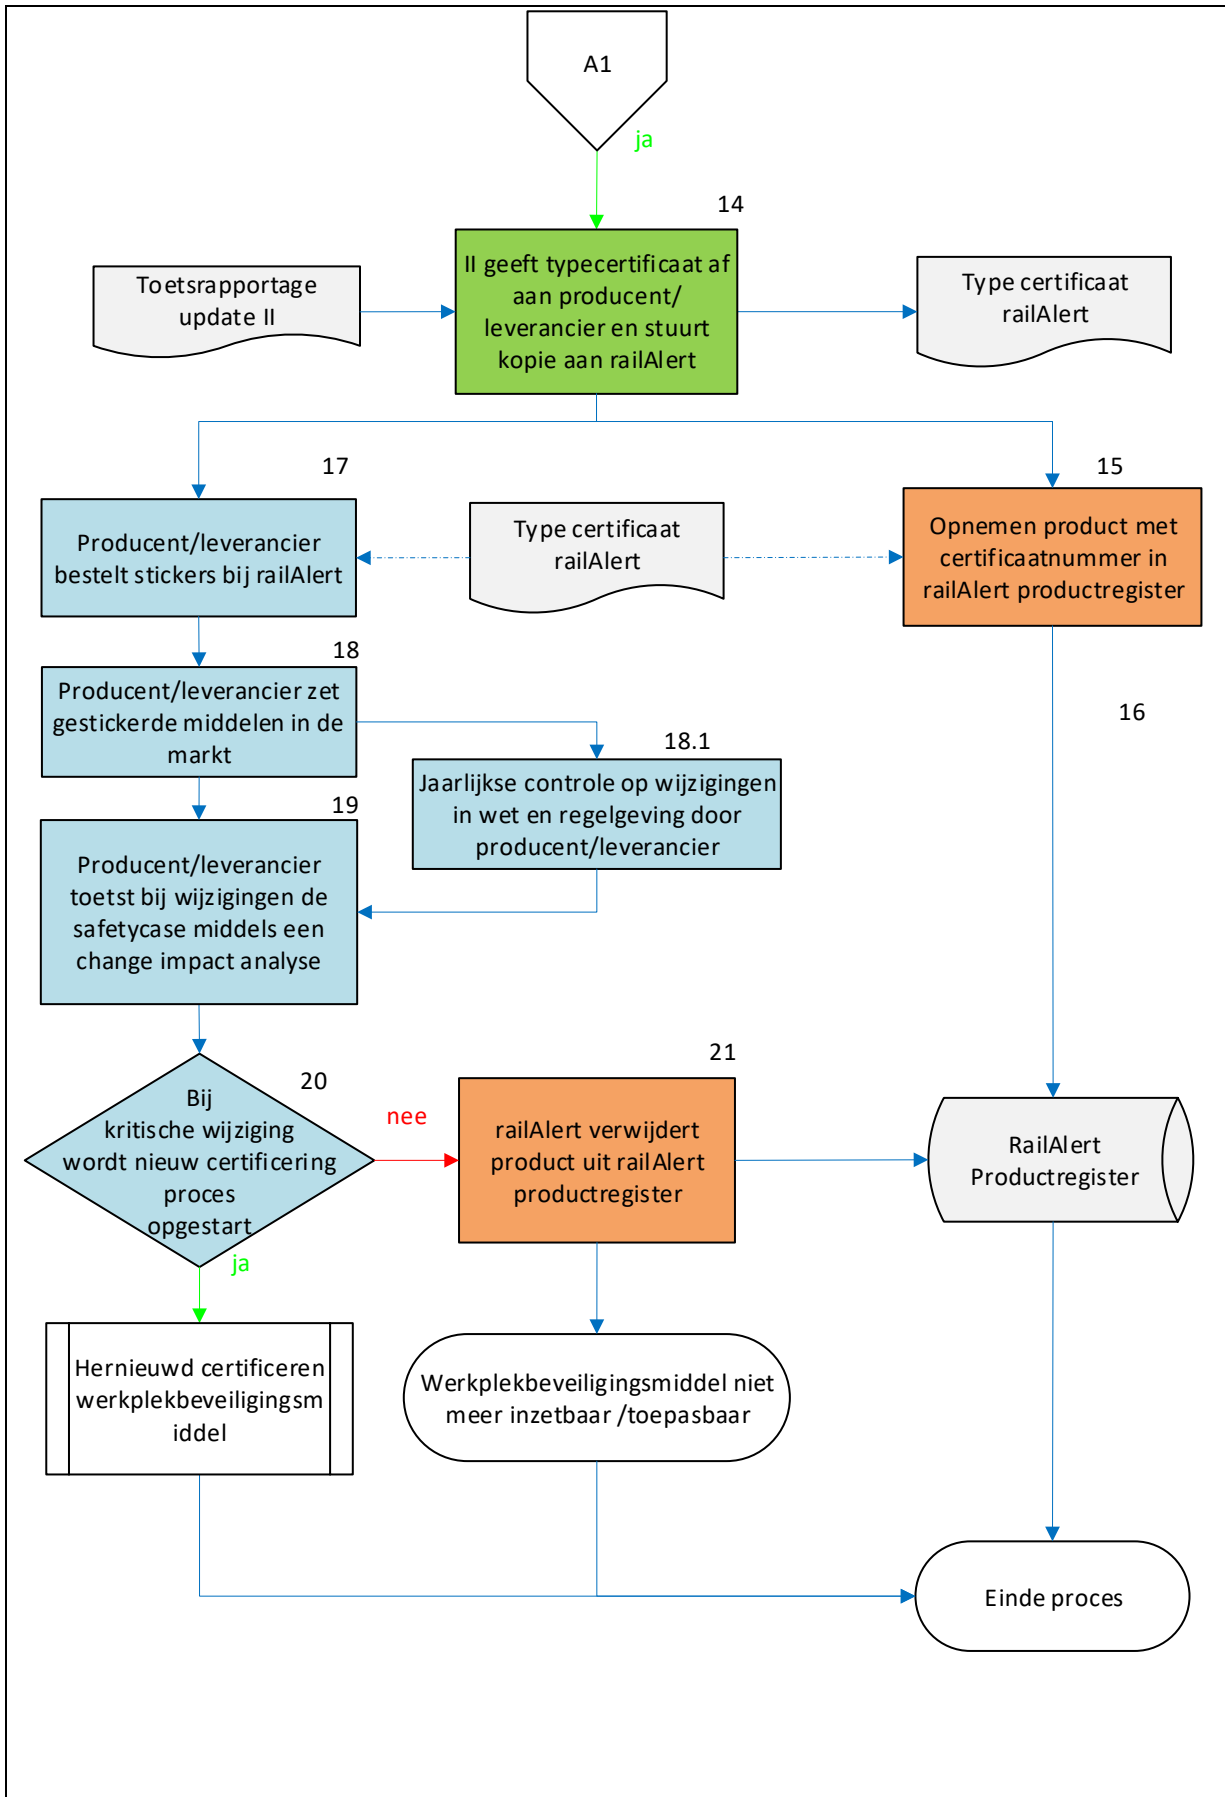 A1
ja
14
Toetsrapportage
update II
II geeft typecertificaat af
aan producent/
leverancier en stuurt
kopie aan railAlert
Type certificaat
railAlert
17
15
Producent/leverancier
bestelt stickers bij railAlert
Type certificaat
railAlert
Opnemen product met
certificaatnummer in
railAlert productregister
18
Producent/leverancier zet
gestickerde middelen in de
markt
16
18.1
Jaarlijkse controle op wijzigingen
in wet en regelgeving door
producent/leverancier
19
Producent/leverancier
toetst bij wijzigingen de
safetycase middels een
change impact analyse
20
Bij
kritische wijziging
wordt nieuw certificering
proces
opgestart
nee
21
railAlert verwijdert
product uit railAlert
productregister
RailAlert
Productregister
ja
Hernieuwd certificeren
werkplekbeveiligingsm
iddel
Werkplekbeveiligingsmiddel niet
meer inzetbaar /toepasbaar
Einde proces